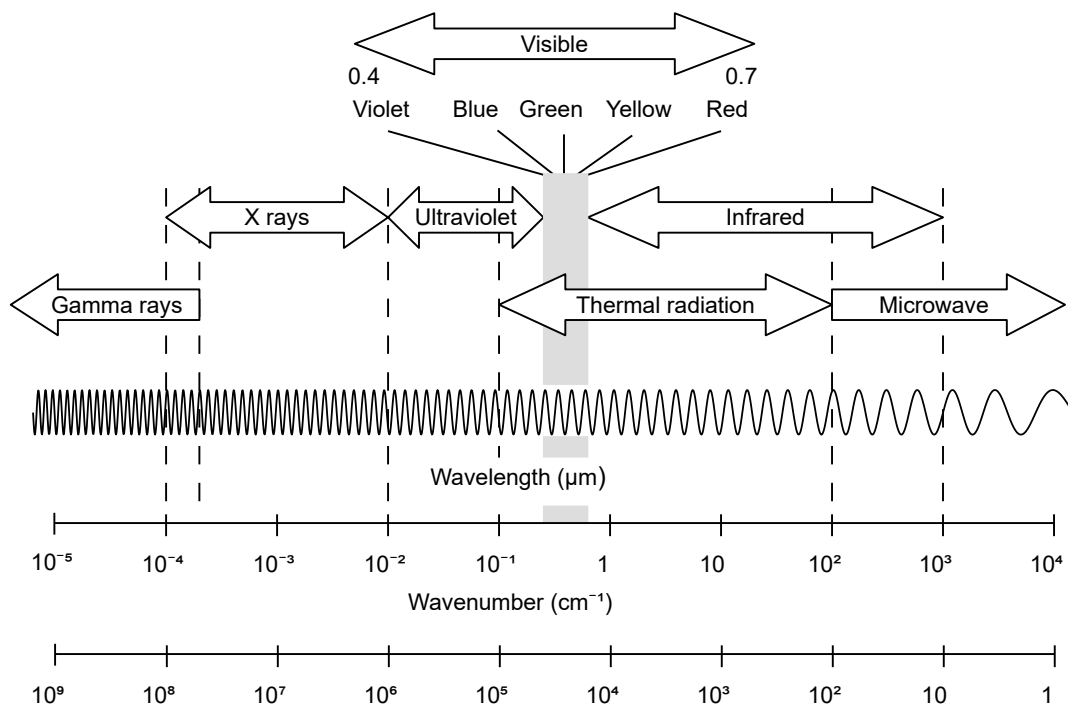 Visible
0.4 0.7
Violet Blue Green Yellow Red
X rays Ultraviolet Infrared
Gamma rays Thermal radiation Microwave
Wavelength (µm)
10⁻⁵ 10⁻⁴ 10⁻³ 10⁻² 10⁻¹ 1 10 10² 10³ 10⁴
Wavenumber (cm⁻¹)
10⁹ 10⁸ 10⁷ 10⁶ 10⁵ 10⁴ 10³ 10² 10 1